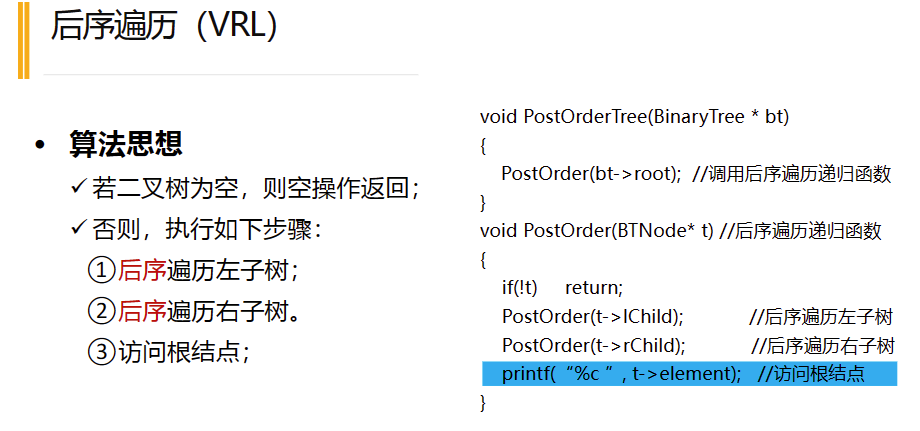 后序遍历（VRL）
• 算法思想
✓若二叉树为空，则空操作返回；
✓否则，执行如下步骤：
①后序遍历左子树；
②后序遍历右子树。
③访问根结点；
void PostOrderTree(BinaryTree * bt)
{
PostOrder(bt->root); //调用后序遍历递归函数
}
void PostOrder(BTNode* t) //后序遍历递归函数
{
if(!t) return;
PostOrder(t->lChild); //后序遍历左子树
PostOrder(t->rChild); //后序遍历右子树
printf(“%c ”, t->element); //访问根结点
}